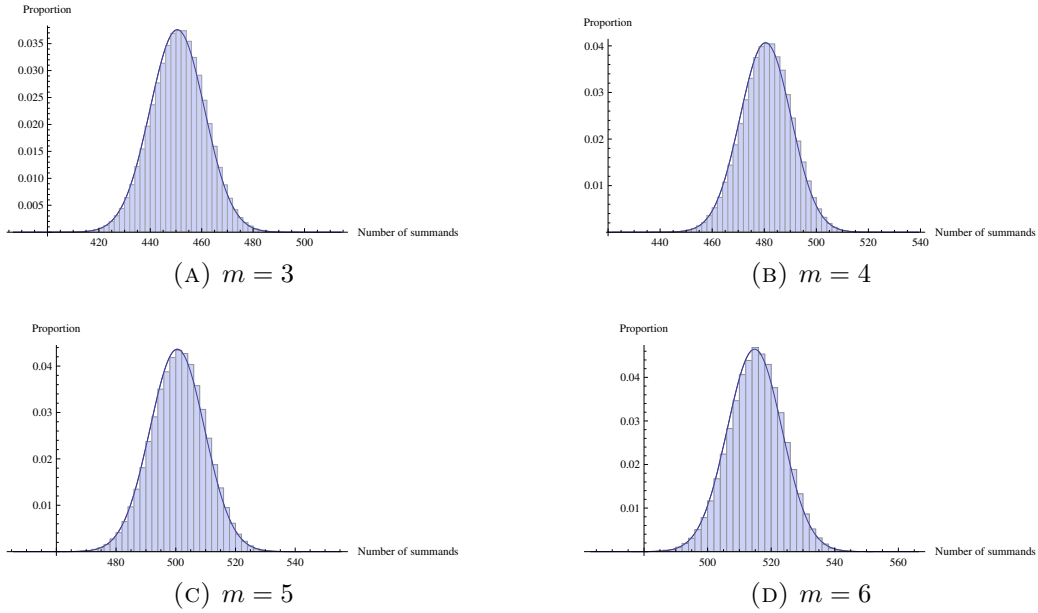 Proportion
0.035
0.030
0.025
0.020
0.015
0.010
0.005
420 440 460 480 500
Number of summands
(A) m = 3
Proportion
0.04
0.03
0.02
0.01
440 460 480 500 520 540
Number of summands
(B) m = 4
Proportion
0.04
0.03
0.02
0.01
480 500 520 540
Number of summands
(C) m = 5
Proportion
0.04
0.03
0.02
0.01
500 520 540 560
Number of summands
(D) m = 6